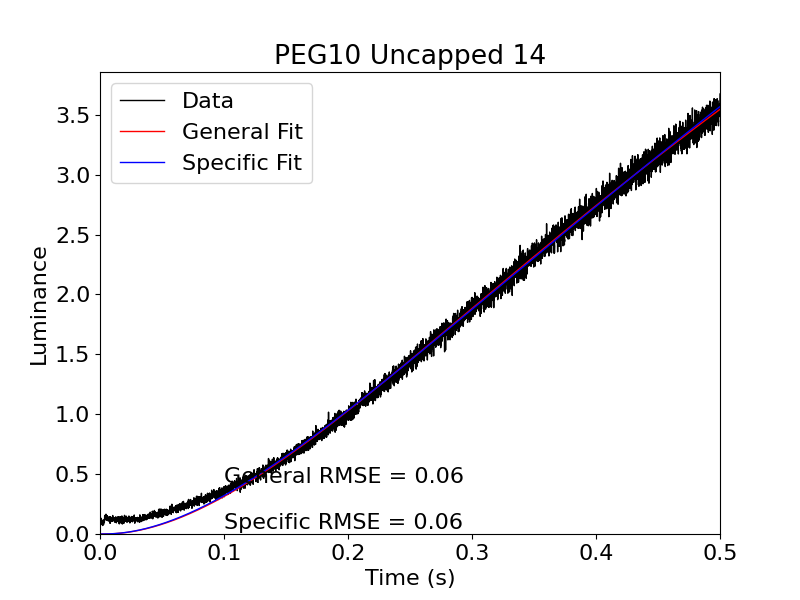 PEG10 Uncapped 14
Data
General Fit
Specific Fit
Luminance
3.5
3.0
2.5
2.0
1.5
1.0
0.5
0.0
General RMSE = 0.06
Specific RMSE = 0.06
0.0 0.1 0.2 0.3 0.4 0.5
Time (s)